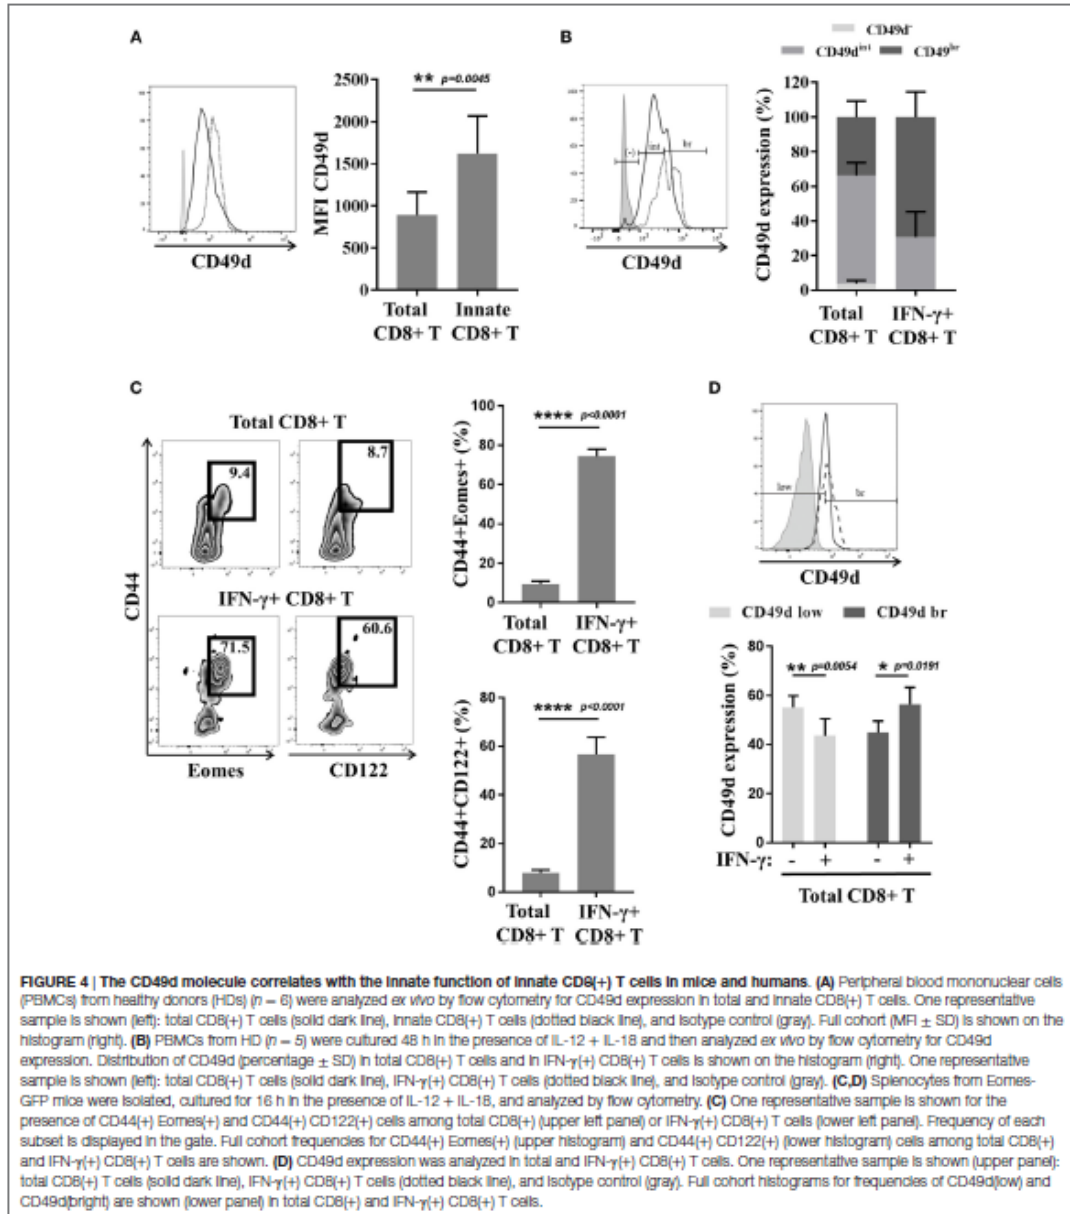 A
MFI CD49d
2500
2000
1500
1000
500
0
** p=0.0045
CD49d
Total CD8+ T
Innate CD8+ T
B
CD49d-
CD49dint CD49br
(-) int br
CD49d
CD49d expression (%)
120
100
80
60
40
20
0
Total CD8+ T
IFN-γ+ CD8+ T
C
Total CD8+ T
9.4
8.7
CD44
IFN-γ+ CD8+ T
71.5
60.6
Eomes
CD122
CD44+Eomes+ (%)
100
80
60
40
20
0
**** p<0.0001
Total CD8+ T
IFN-γ+ CD8+ T
CD44+CD122+ (%)
80
60
40
20
0
**** p<0.0001
Total CD8+ T
IFN-γ+ CD8+ T
D
low br
CD49d
CD49d low CD49d br
CD49d expression (%)
80
60
40
20
0
** p=0.0054
* p=0.0191
IFN-γ: - + - +
Total CD8+ T
FIGURE 4 | The CD49d molecule correlates with the innate function of innate CD8(+) T cells in mice and humans. (A) Peripheral blood mononuclear cells
(PBMCs) from healthy donors (HDs) (n = 6) were analyzed ex vivo by flow cytometry for CD49d expression in total and innate CD8(+) T cells. One representative
sample is shown (left): total CD8(+) T cells (solid dark line), innate CD8(+) T cells (dotted black line), and isotype control (gray). Full cohort (MFI ± SD) is shown on the
histogram (right). (B) PBMCs from HD (n = 5) were cultured 48 h in the presence of IL-12 + IL-18 and then analyzed ex vivo by flow cytometry for CD49d
expression. Distribution of CD49d (percentage ± SD) in total CD8(+) T cells and in IFN-γ(+) CD8(+) T cells is shown on the histogram (right). One representative
sample is shown (left): total CD8(+) T cells (solid dark line), IFN-γ(+) CD8(+) T cells (dotted black line), and isotype control (gray). (C,D) Splenocytes from Eomes-
GFP mice were isolated, cultured for 16 h in the presence of IL-12 + IL-18, and analyzed by flow cytometry. (C) One representative sample is shown for the
presence of CD44(+) Eomes(+) and CD44(+) CD122(+) cells among total CD8(+) (upper left panel) or IFN-γ(+) CD8(+) T cells (lower left panel). Frequency of each
subset is displayed in the gate. Full cohort frequencies for CD44(+) Eomes(+) (upper histogram) and CD44(+) CD122(+) (lower histogram) cells among total CD8(+)
and IFN-γ(+) CD8(+) T cells are shown. (D) CD49d expression was analyzed in total and IFN-γ(+) CD8(+) T cells. One representative sample is shown (upper panel):
total CD8(+) T cells (solid dark line), IFN-γ(+) CD8(+) T cells (dotted black line), and isotype control (gray). Full cohort histograms for frequencies of CD49d(low) and
CD49d(bright) are shown (lower panel) in total CD8(+) and IFN-γ(+) CD8(+) T cells.